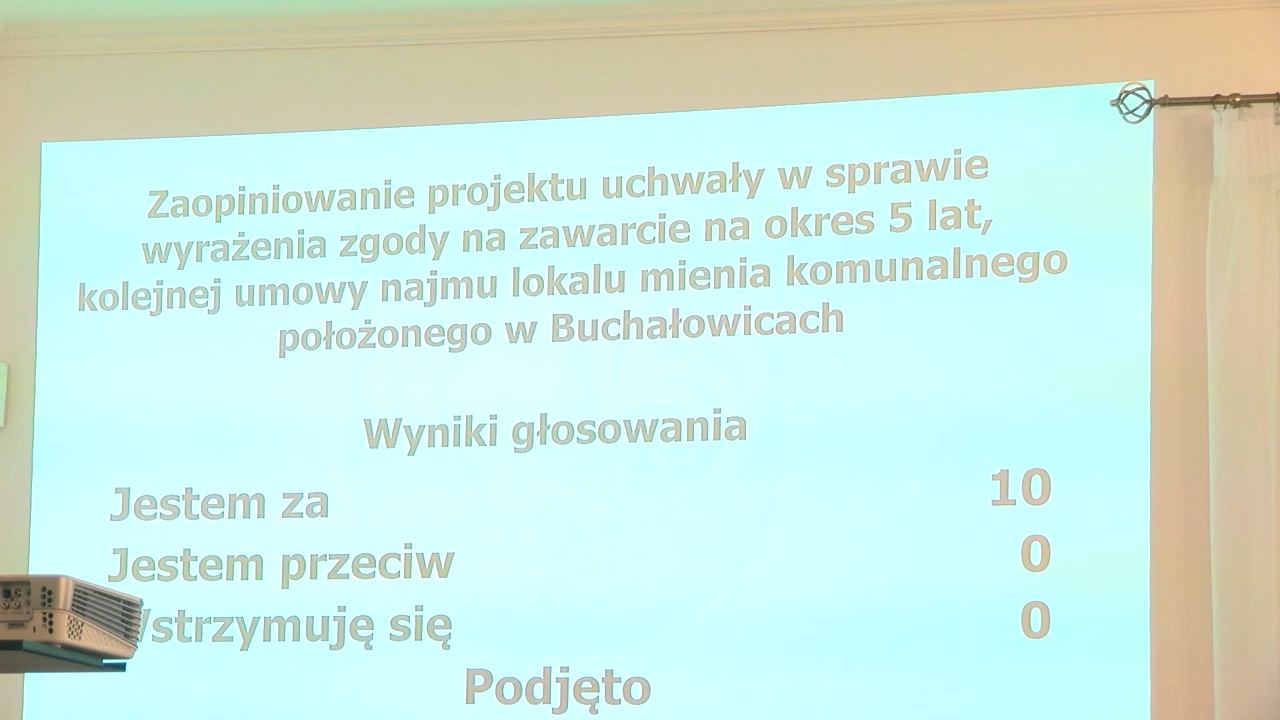 Zaopiniowanie projektu uchwały w sprawie
wyrażenia zgody na zawarcie na okres 5 lat,
kolejnej umowy najmu lokalu mienia komunalnego
położonego w Buchałowicach
Wyniki głosowania
Jestem za 10
Jestem przeciw 0
Wstrzymuję się 0
Podjęto